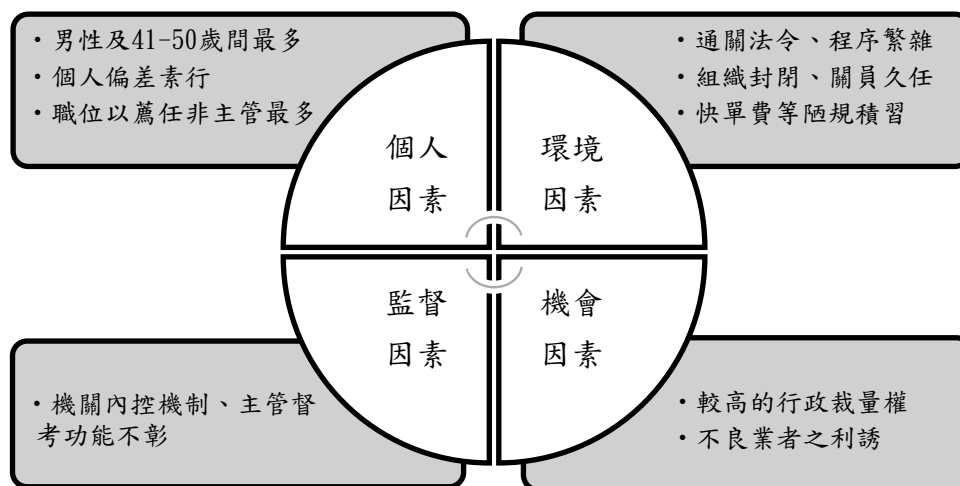 ・男性及41-50歲間最多
・個人偏差素行
・職位以薦任非主管最多
・通關法令、程序繁雜
・組織封閉、關員久任
・快單費等陋規積習
個人
因素
環境
因素
監督
因素
機會
因素
・機關內控機制、主管督
考功能不彰
・較高的行政裁量權
・不良業者之利誘